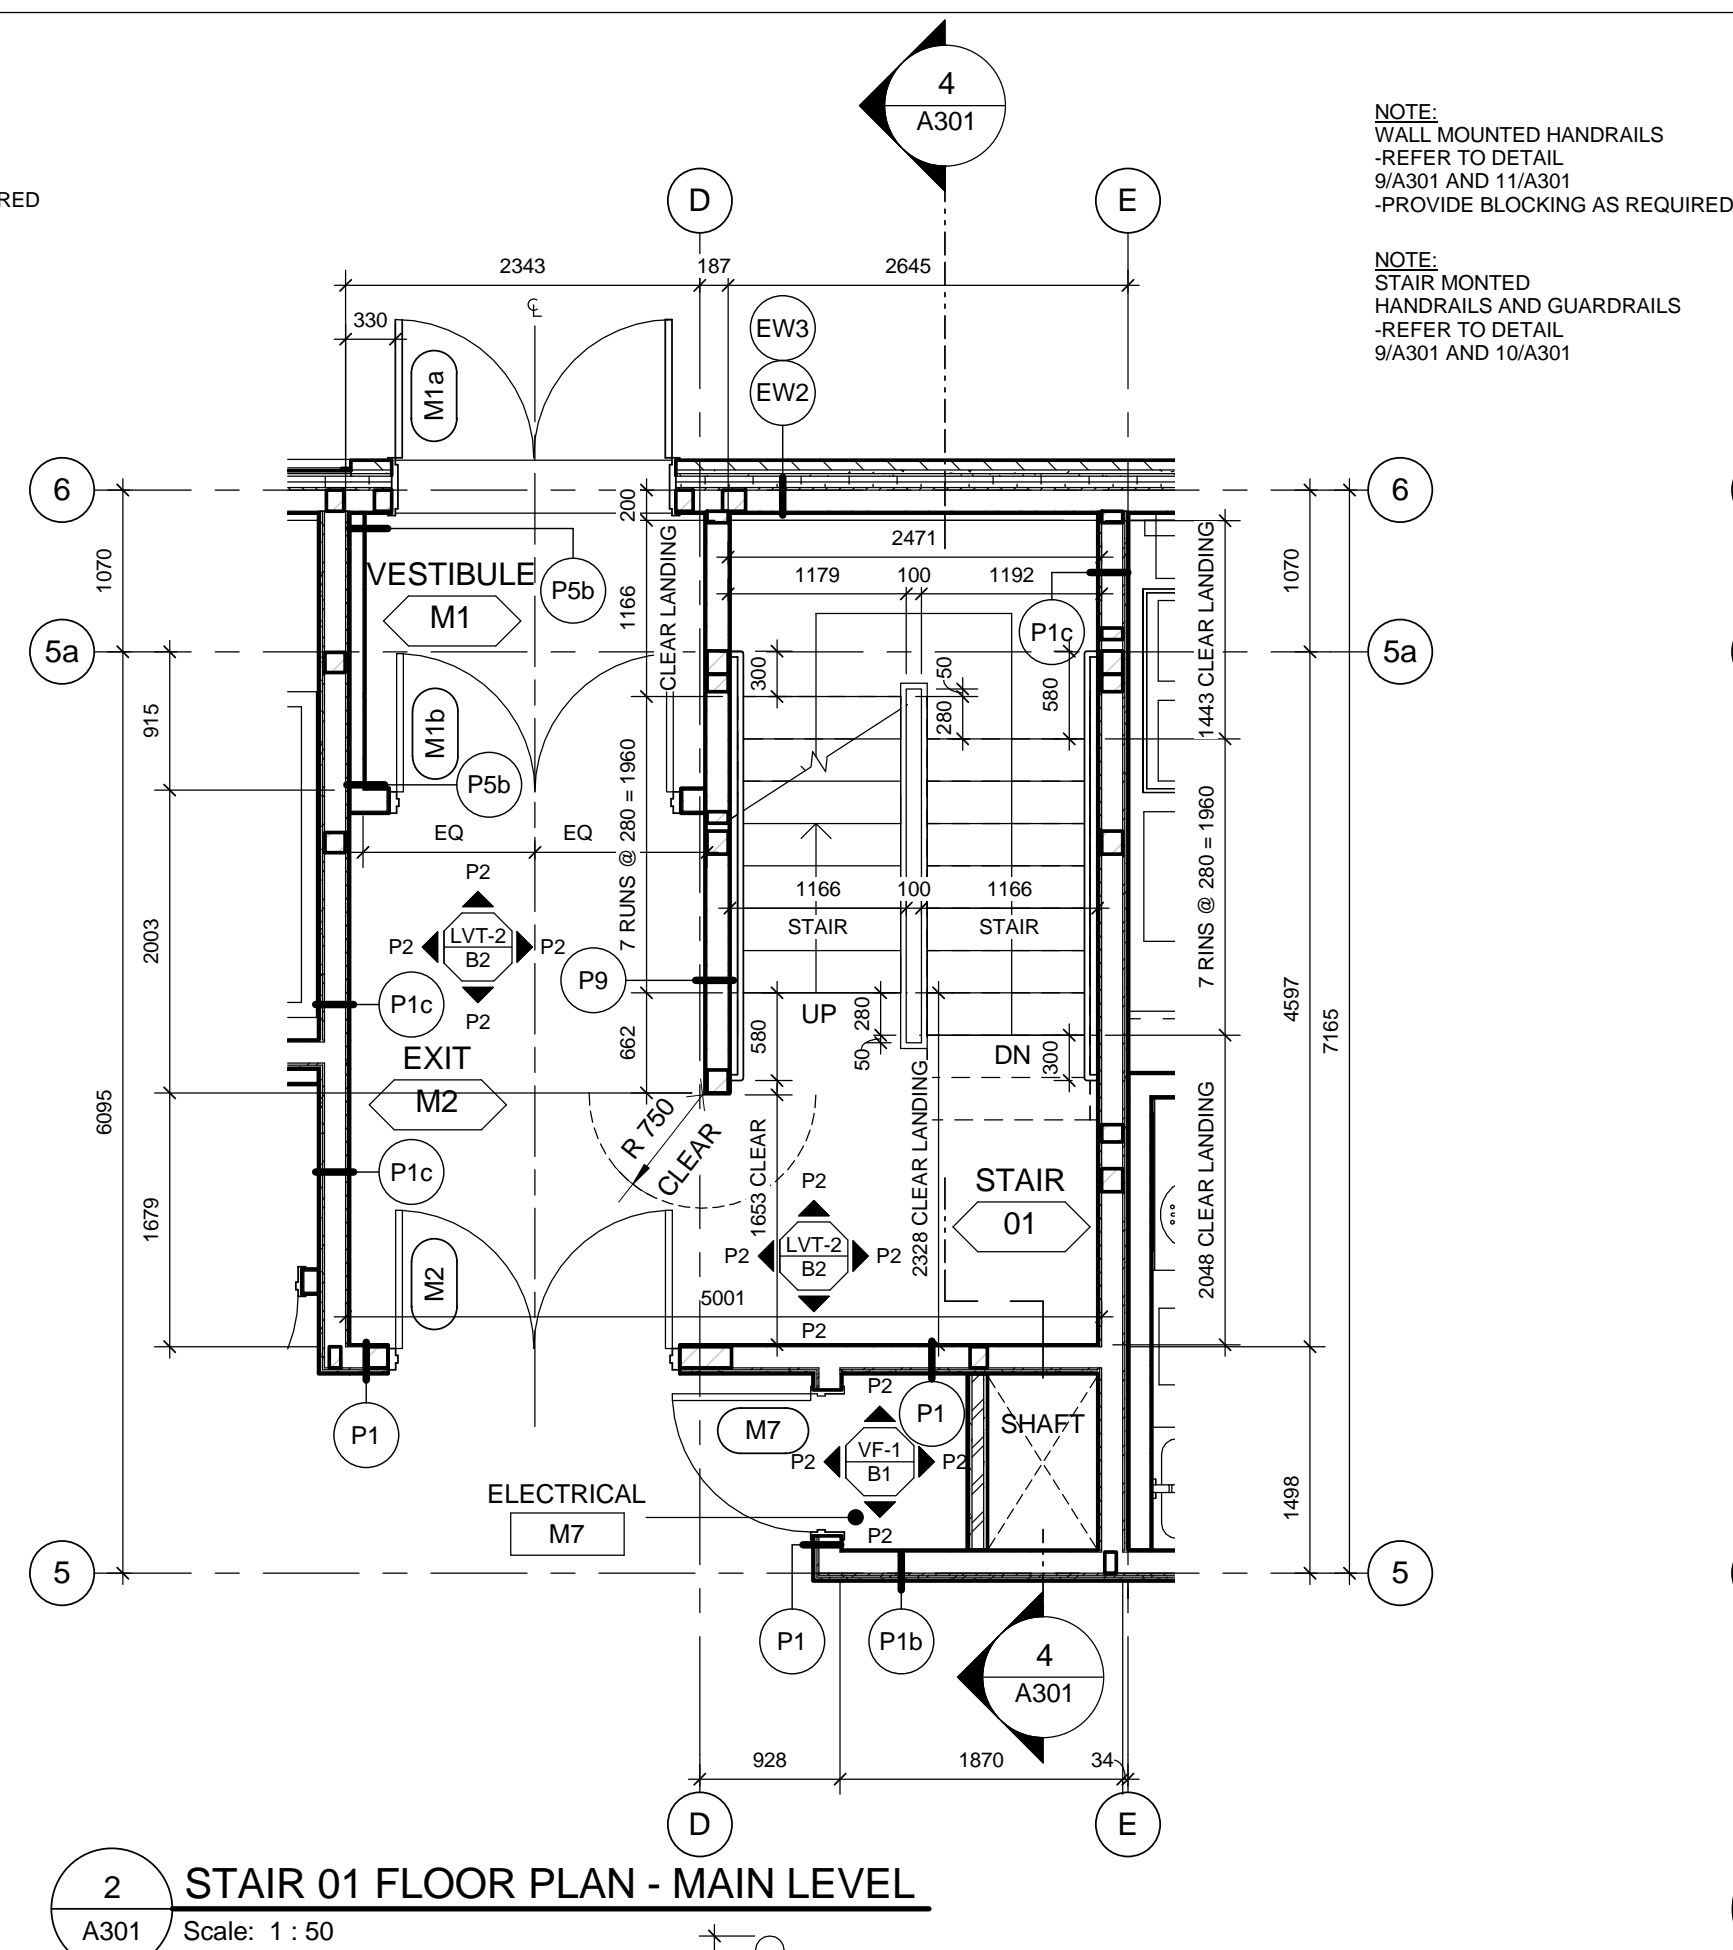 4
A301
NOTE:
WALL MOUNTED HANDRAILS
-REFER TO DETAIL
9/A301 AND 11/A301
-PROVIDE BLOCKING AS REQUIRED
RED
D
E
NOTE:
STAIR MONTED
HANDRAILS AND GUARDRAILS
-REFER TO DETAIL
9/A301 AND 10/A301
2343
187
2645
330
℄
EW3
EW2
M1a
6
6
200
CLEAR LANDING
2471
1179
100
1192
1070
VESTIBULE
M1
P5b
1166
P1c
1443 CLEAR LANDING
1070
5a
5a
300
50
280
580
915
M1b
P5b
7 RUNS @ 280 = 1960
7 RINS @ 280 = 1960
EQ
EQ
P2
P2
LVT-2
B2
P2
P2
1166
100
1166
STAIR
STAIR
2003
P9
P1c
UP
280
50
DN
300
4597
7165
662
580
EXIT
M2
6095
R 750
CLEAR
1653 CLEAR
2328 CLEAR LANDING
2048 CLEAR LANDING
P1c
1679
P2
P2
LVT-2
B2
P2
P2
STAIR
01
M2
5001
P1
M7
P2
P2
VF-1
B1
P2
P2
P1
SHAFT
ELECTRICAL
M7
1498
5
5
P1
P1b
4
A301
928
1870
34
D
E
2
A301
STAIR 01 FLOOR PLAN - MAIN LEVEL
Scale: 1 : 50